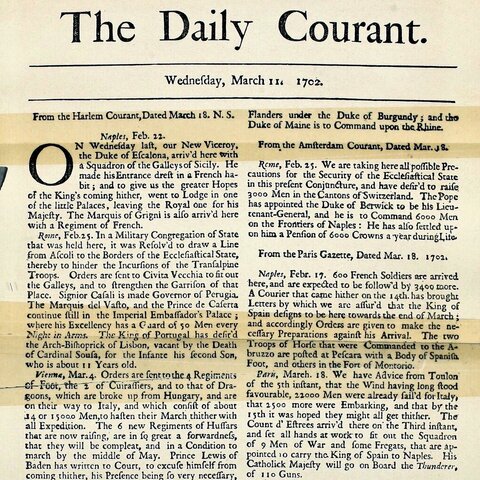 The Daily Courant.
Wednesday, March 11. 1702.
From the Harlem Courant, Dated March 18. N. S.
Naples, Feb. 22.
ON Wednesday last, our New Viceroy,
the Duke of Escalona, arriv'd here with
a Squadron of the Galleys of Sicily. He
made his Entrance drest in a French ha-
bit; and to give us the greater Hopes
of the King's coming hither, went to Lodge in one
of the little Palaces, leaving the Royal one for his
Majesty. The Marquis of Grigni is also arriv'd here
with a Regiment of French.
Rome, Feb. 25. In a Military Congregation of State
that was held here, it was Resolv'd to draw a Line
from Ascoli to the Borders of the Ecclesiastical State,
thereby to hinder the Incursions of the Transalpine
Troops. Orders are sent to Civita Vecchia to fit out
the Galleys, and to strengthen the Garrison of that
Place. Signior Casali is made Governor of Perugia.
The Marquis del Vasto, and the Prince de Caserta
continue still in the Imperial Embassador's Palace;
where his Excellency has a Guard of 50 Men every
Night in Arms. The King of Portugal has defir'd
the Arch-Bishoprick of Lisbon, vacant by the Death
of Cardinal Sousa, for the Infante his second Son,
who is about 11 Years old.
Vienna, Mar. 4. Orders are sent to the 4 Regiments
of Foot, the 2 of Cuirassiers, and to that of Dra-
goons, which are broke up from Hungary, and are
on their way to Italy, and which consist of about
14 or 15000 Men, to hasten their March thither with
all Expedition. The 6 new Regiments of Hussars
that are now raising, are in so great a forwardness,
that they will be compleat, and in a Condition to
march by the middle of May. Prince Lewis of
Baden has written to Court, to excuse himself from
coming thither, his Presence being so very necessary,
Flanders under the Duke of Burgundy; and the
Duke of Maine is to Command upon the Rhine.
From the Amsterdam Courant, Dated Mar. 18.
Rome, Feb. 25. We are taking here all possible Pre-
cautions for the Security of the Ecclesiastical State
in this present Conjuncture, and have desir'd to raise
3000 Men in the Cantons of Switzerland. The Pope
has appointed the Duke of Berwick to be his Lieu-
tenant-General, and he is to Command 6000 Men
on the Frontiers of Naples: He has also settled up-
on him a Pension of 6000 Crowns a year during Life.
From the Paris Gazette, Dated Mar. 18. 1702.
Naples, Febr. 17. 600 French Soldiers are arrived
here, and are expected to be follow'd by 3400 more.
A Courier that came hither on the 14th. has brought
Letters by which we are assur'd that the King of
Spain designs to be here towards the end of March;
and accordingly Orders are given to make the ne-
cessary Preparations against his Arrival. The two
Troops of Horse that were Commanded to the A-
bruzzo are posted at Pescara with a Body of Spanish
Foot, and others in the Fort of Montorio.
Paris, March. 18. We have Advice from Toulon
of the 5th instant, that the Wind having long stood
favourable, 22000 Men were already sail'd for Italy,
that 2500 more were Embarking, and that by the
15th it was hoped they might all get thither. The
Count d'Estrees arriv'd there on the Third instant,
and set all hands at work to fit out the Squadron
of 9 Men of War and some Fregats, that are ap-
pointed to carry the King of Spain to Naples. His
Catholick Majesty will go on Board the Thunderer,
of 110 Guns.